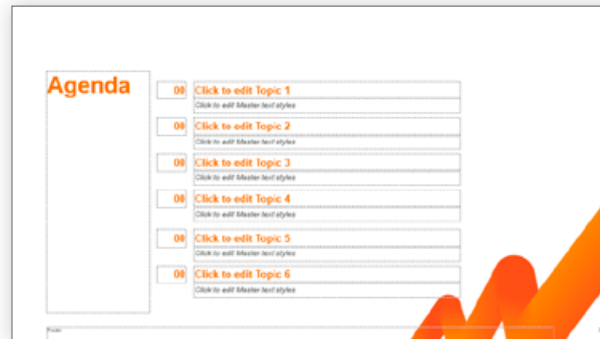 Agenda
00 Click to edit Topic 1
Click to edit Master text styles
00 Click to edit Topic 2
Click to edit Master text styles
00 Click to edit Topic 3
Click to edit Master text styles
00 Click to edit Topic 4
Click to edit Master text styles
00 Click to edit Topic 5
Click to edit Master text styles
00 Click to edit Topic 6
Click to edit Master text styles
Footer